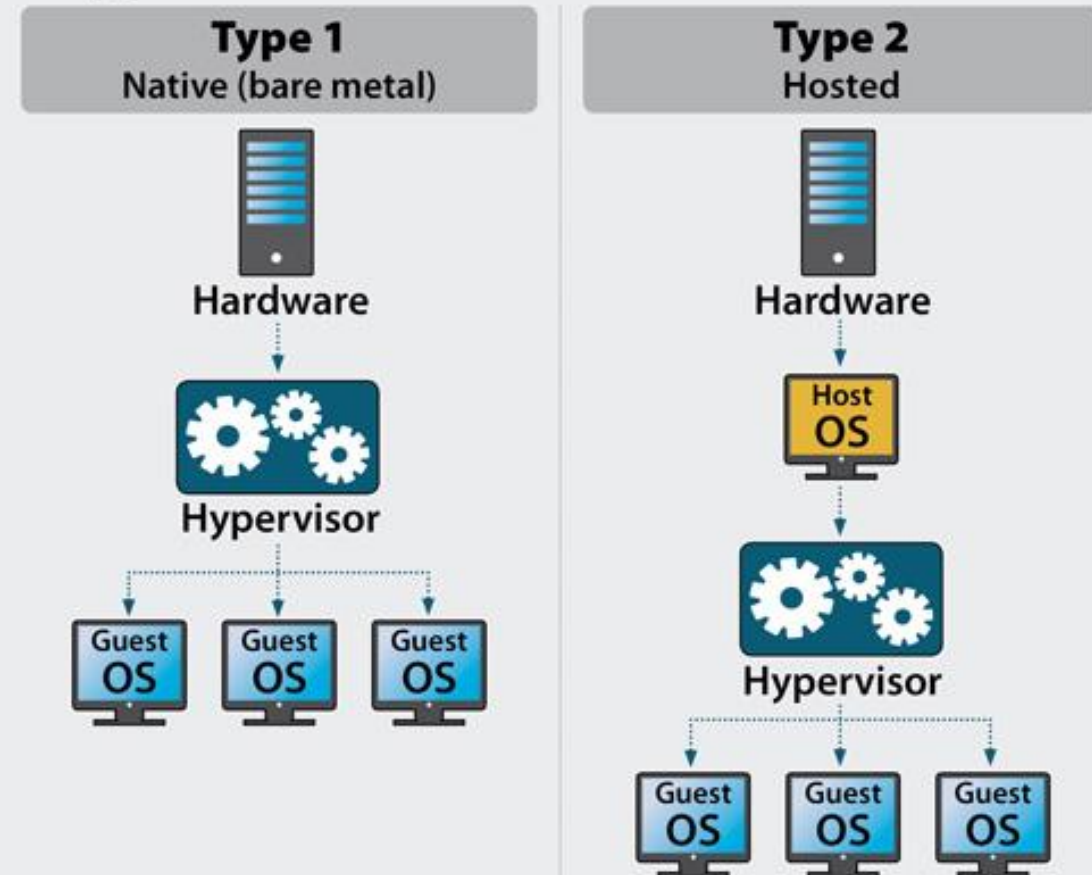 Type 1
Native (bare metal)
Hardware
Hypervisor
Guest
OS
Guest
OS
Guest
OS
Type 2
Hosted
Hardware
Host
OS
Hypervisor
Guest
OS
Guest
OS
Guest
OS